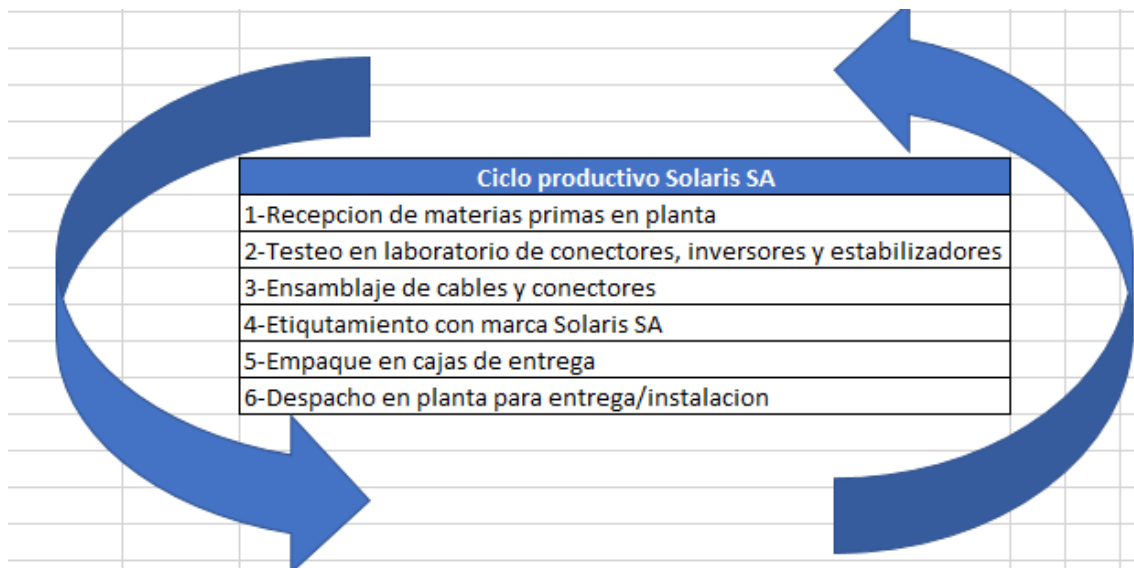 Ciclo productivo Solaris SA
1-Recepcion de materias primas en planta
2-Testeo en laboratorio de conectores, inversores y estabilizadores
3-Ensamblaje de cables y conectores
4-Etiqutamiento con marca Solaris SA
5-Empaque en cajas de entrega
6-Despacho en planta para entrega/instalacion